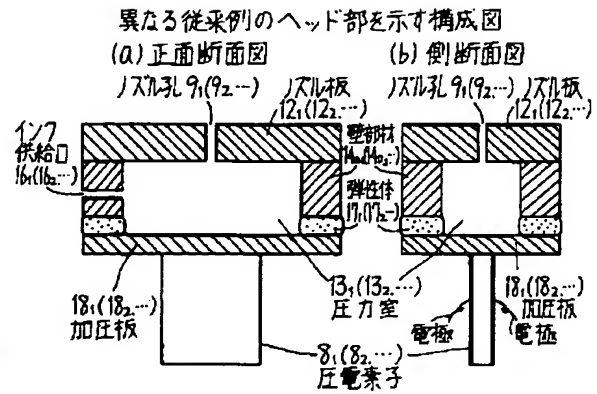 異なる従来例のヘッド部を示す構成図
(a) 正面断面図
(b) 側断面図
ノズル孔 9₁(9₂…)
ノズル板
12₁(12₂,…)
ノズル孔 9₁(9₂…)
ノズル板
12₁(12₂,…)
インク
供給口
16₁(16₂…)
壁部材
弾性体
17₁(17₂…)
18₁(18₂…)
加圧板
13₁(13₂…)
圧力室
18₁(18₂…)
加圧板
電極
電極
8₁(8₂,…)
圧電素子